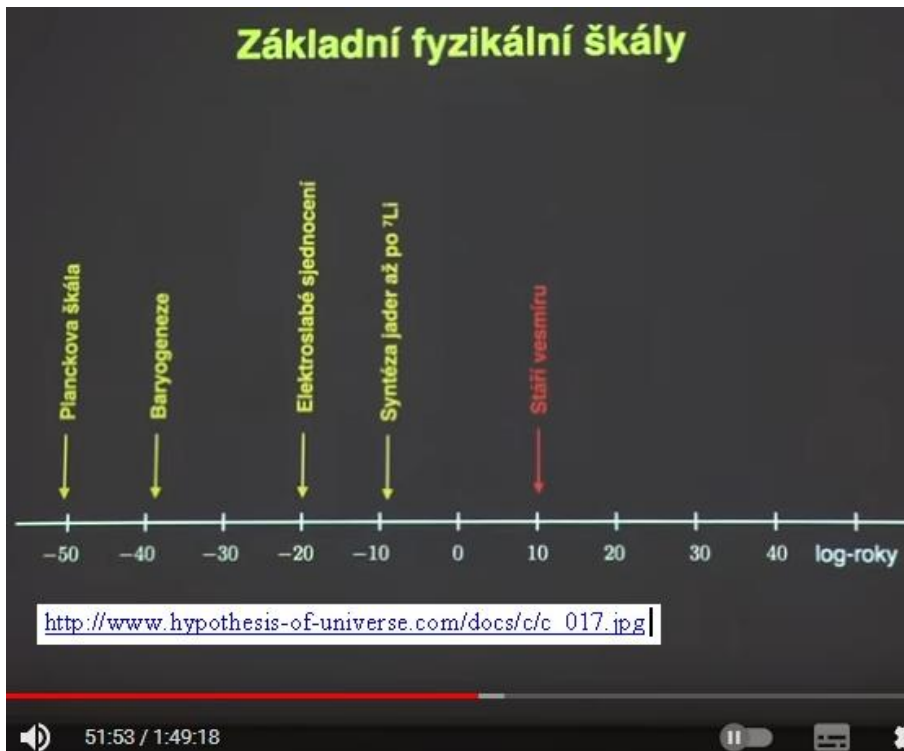 Základní fyzikální škály
Planckova škála
Baryogeneze
Elektroslabé sjednocení
Syntéza jader až po ⁷Li
Stáří vesmíru
−50 −40 −30 −20 −10 0 10 20 30 40 log-roky
http://www.hypothesis-of-universe.com/docs/c/c_017.jpg
51:53 / 1:49:18